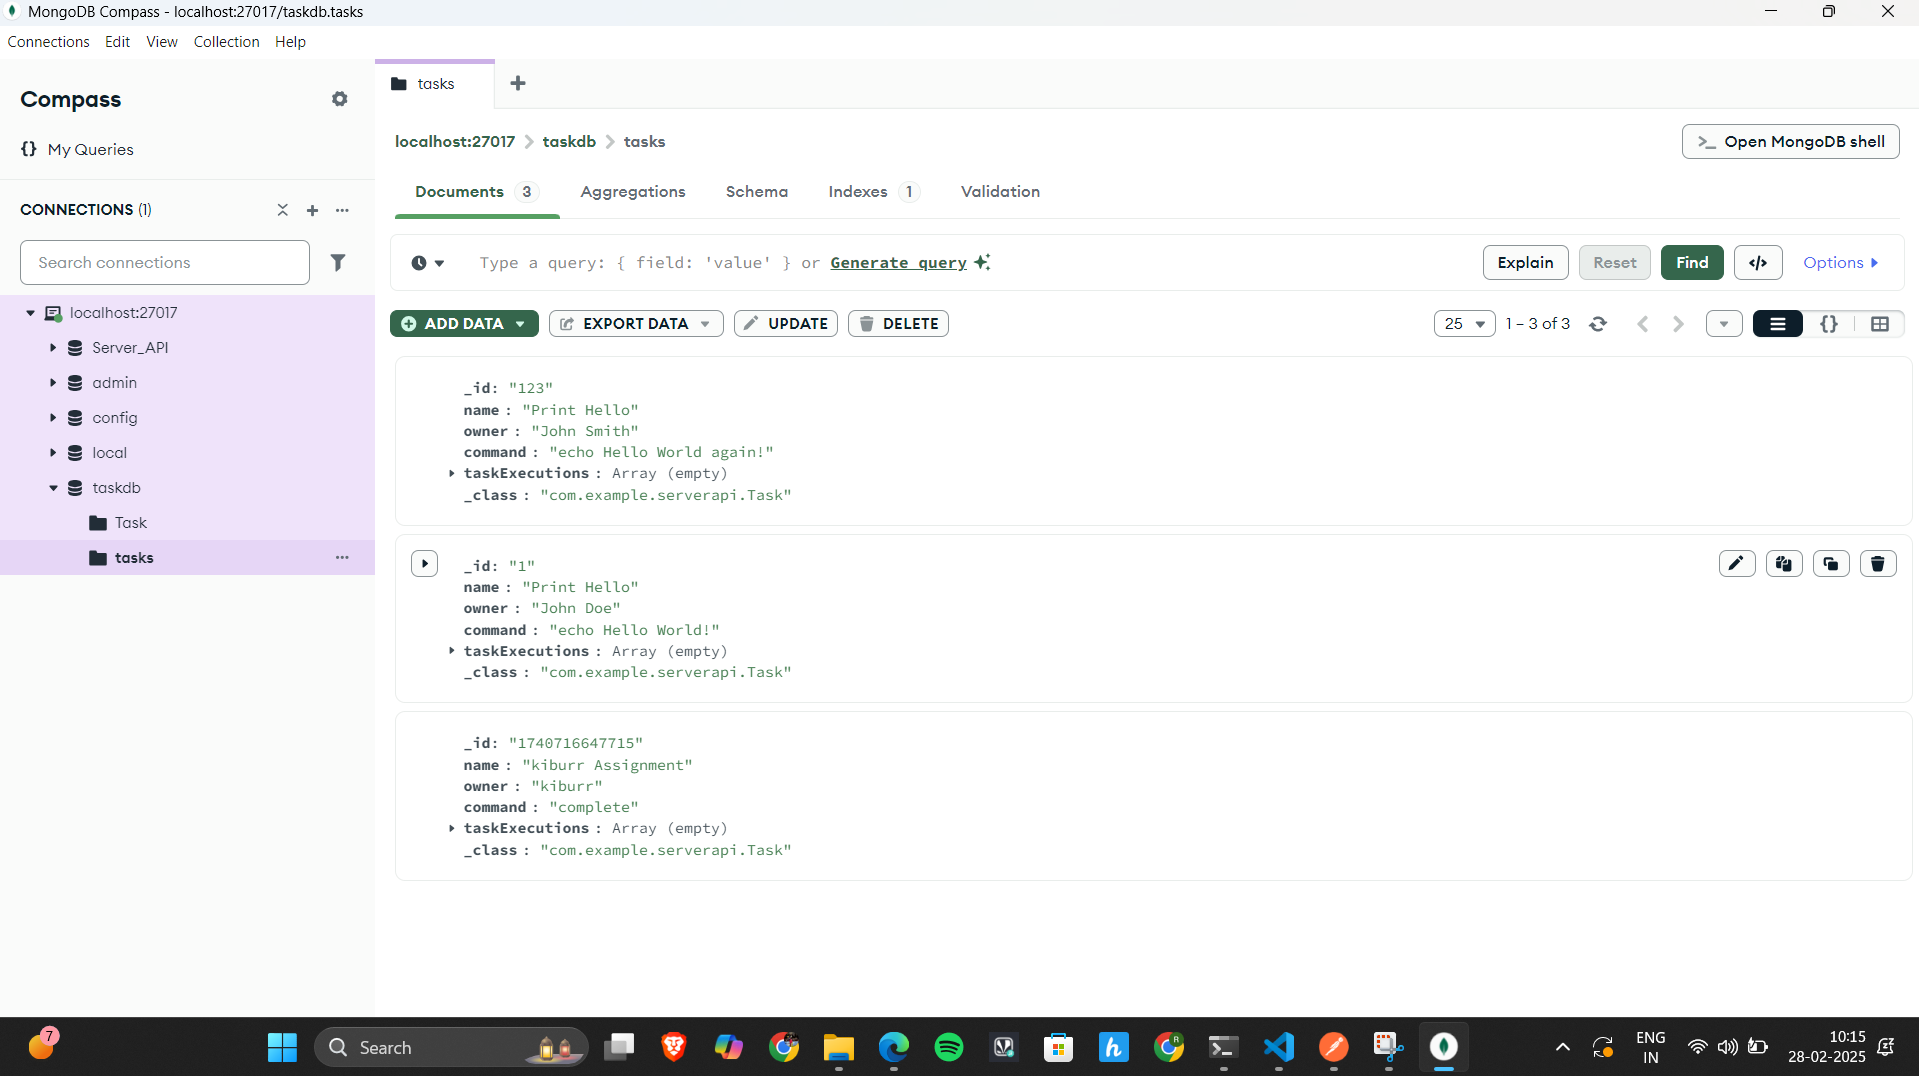 MongoDB Compass - localhost:27017/taskdb.tasks
Connections Edit View Collection Help
Compass
{} My Queries
CONNECTIONS (1)
Search connections
localhost:27017
Server_API
admin
config
local
taskdb
Task
tasks
tasks
localhost:27017 > taskdb > tasks
>_ Open MongoDB shell
Documents 3 Aggregations Schema Indexes 1 Validation
Type a query: { field: 'value' } or Generate query
Explain Reset Find </> Options
ADD DATA EXPORT DATA UPDATE DELETE
25 1 – 3 of 3 {}
_id: "123"
name : "Print Hello"
owner : "John Smith"
command : "echo Hello World again!"
taskExecutions : Array (empty)
_class : "com.example.serverapi.Task"
_id: "1"
name : "Print Hello"
owner : "John Doe"
command : "echo Hello World!"
taskExecutions : Array (empty)
_class : "com.example.serverapi.Task"
_id: "1740716647715"
name : "kiburr Assignment"
owner : "kiburr"
command : "complete"
taskExecutions : Array (empty)
_class : "com.example.serverapi.Task"
7
Search
h
R
ENG
IN
10:15
28-02-2025